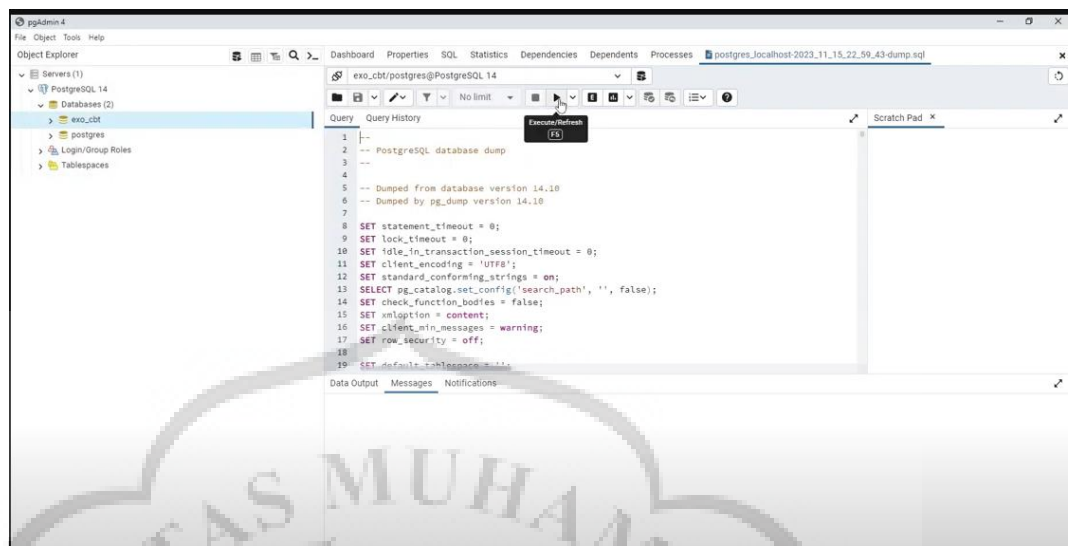 pgAdmin 4
File Object Tools Help
Object Explorer
Dashboard Properties SQL Statistics Dependencies Dependents Processes postgres_localhost-2023_11_15_22_59_43-dump.sql
Servers (1)
PostgreSQL 14
Databases (2)
exo_cbt
postgres
Login/Group Roles
Tablespaces
exo_cbt/postgres@PostgreSQL 14
No limit
Query Query History
Execute/Refresh
F5
Scratch Pad
1 --
2 -- PostgreSQL database dump
3 --
4
5 -- Dumped from database version 14.10
6 -- Dumped by pg_dump version 14.10
7
8 SET statement_timeout = 0;
9 SET lock_timeout = 0;
10 SET idle_in_transaction_session_timeout = 0;
11 SET client_encoding = 'UTF8';
12 SET standard_conforming_strings = on;
13 SELECT pg_catalog.set_config('search_path', '', false);
14 SET check_function_bodies = false;
15 SET xmloption = content;
16 SET client_min_messages = warning;
17 SET row_security = off;
18
19 SET default_tablespace = '';
Data Output Messages Notifications
TAS MUHAM